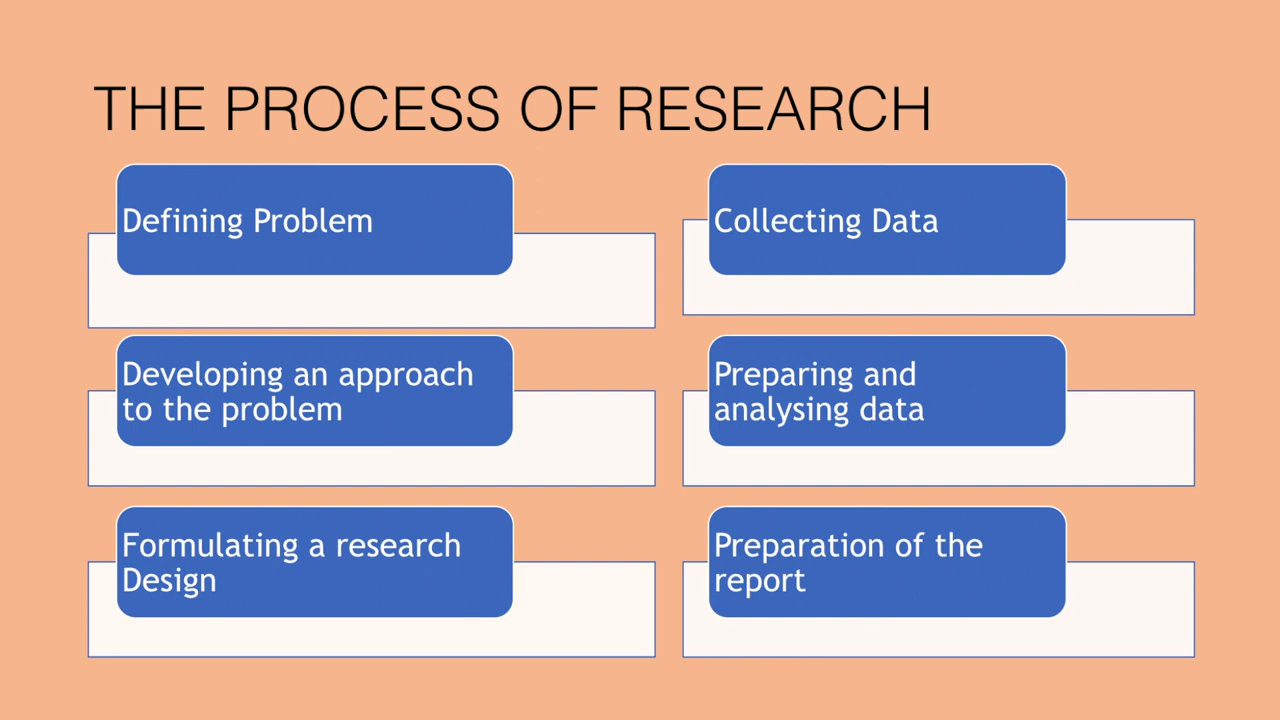 THE PROCESS OF RESEARCH
Defining Problem
Developing an approach
to the problem
Formulating a research
Design
Collecting Data
Preparing and
analysing data
Preparation of the
report